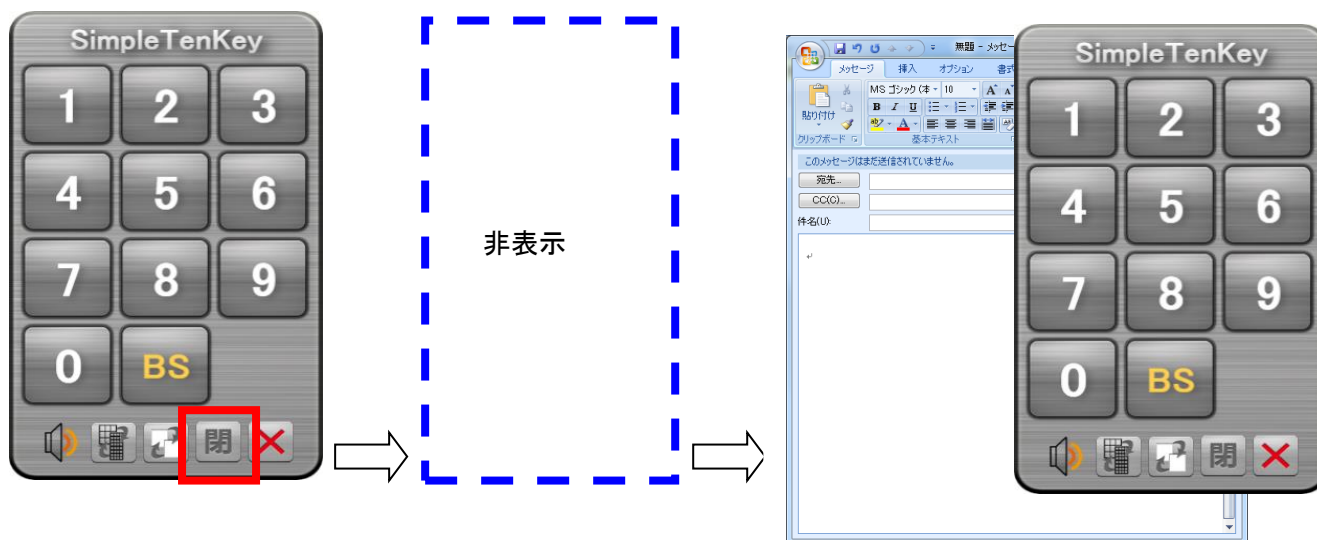 SimpleTenKey
1 2 3
4 5 6
7 8 9
0 BS
閉
非表示
無題 - メッセー
メッセージ 挿入 オプション 書式
MS ゴシック (本 10 A A
貼り付け
B I U
クリップボード 基本テキスト
このメッセージはまだ送信されていません。
宛先...
CC(C)...
件名(U):
SimpleTenKey
1 2 3
4 5 6
7 8 9
0 BS
閉